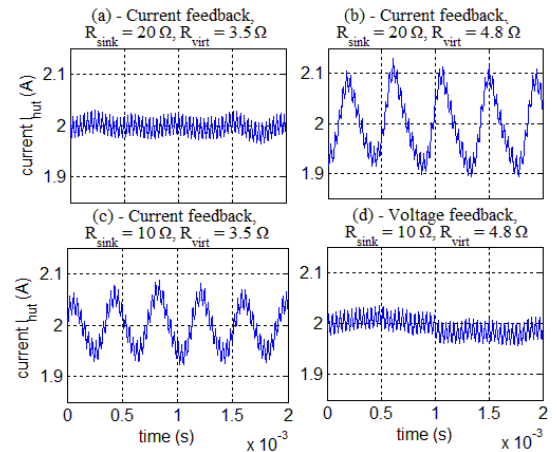 (a) - Current feedback,
R_sink = 20 Ω, R_virt = 3.5 Ω
(b) - Current feedback,
R_sink = 20 Ω, R_virt = 4.8 Ω
current I_hut (A)
2.1
2
1.9
2.1
2
1.9
(c) - Current feedback,
R_sink = 10 Ω, R_virt = 3.5 Ω
(d) - Voltage feedback,
R_sink = 10 Ω, R_virt = 4.8 Ω
current I_hut (A)
2.1
2
1.9
0 0.5 1 1.5 2
time (s)
x 10^-3
2.1
2
1.9
0 0.5 1 1.5 2
time (s)
x 10^-3